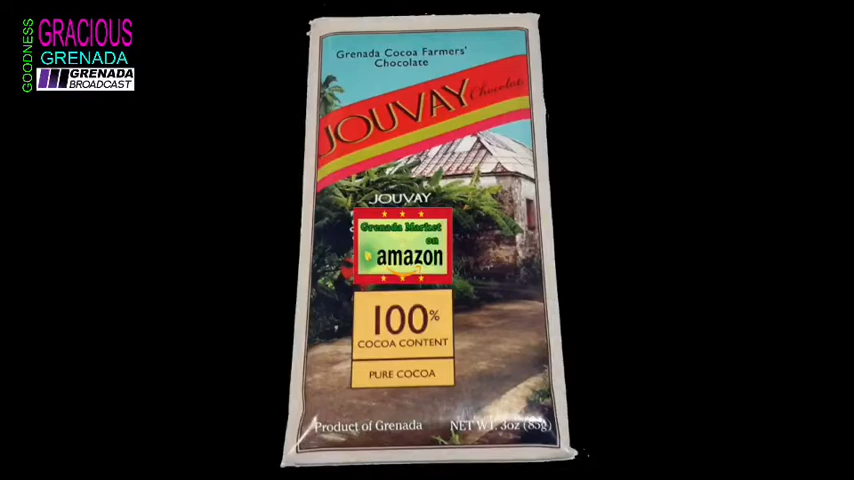 GOODNESS
GRACIOUS
GRENADA
GRENADA
BROADCAST
Grenada Cocoa Farmers'
Chocolate
JOUVAY Chocolate
JOUVAY
Grenada Market
on
amazon
100%
COCOA CONTENT
PURE COCOA
Product of Grenada
NET WT. 3oz (85g)